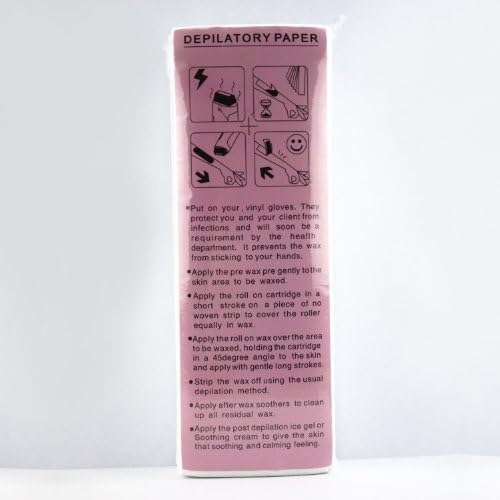 DEPILATORY PAPER
•Put on your, vinyl gloves. They
protect you and your client from
infections and will soon be a
requirement by the health
department. It prevents the wax
from sticking to your hands.
•Apply the pre wax pre gently to the
skin area to be waxed.
•Apply the roll on cartridge in a
short stroke on a piece of no
woven strip to cover the roller
equally in wax.
•Apply the roll on wax over the area
to be waxed, holding the cartridge
in a 45degree angle to the skin
and apply with gentle long strokes.
•Strip the wax off using the usual
depilation method.
•Apply after wax soothers to clean
up all residual wax.
•Apply the post depilation ice gel or
Soothing cream to give the skin
that soothing and calming feeling.